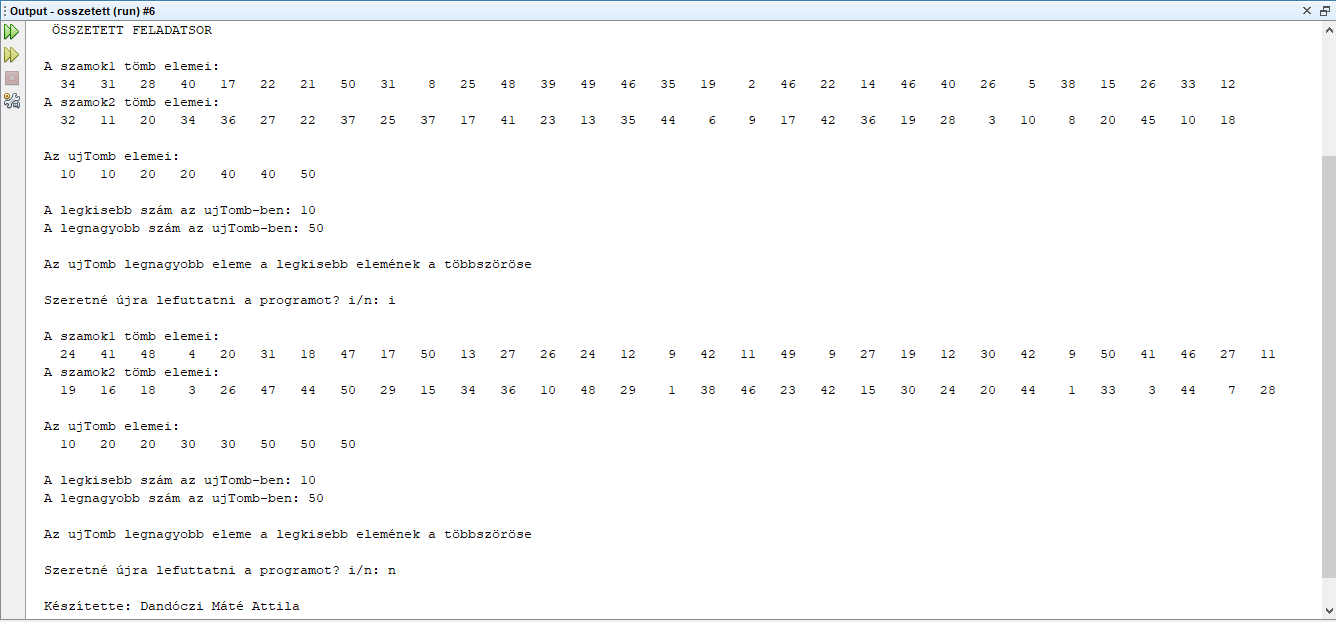 Output - osszetett (run) #6
ÖSSZETETT FELADATSOR
A szamok1 tömb elemei:
34 31 28 40 17 22 21 50 31 8 25 48 39 49 46 35 19 2 46 22 14 46 40 26 5 38 15 26 33 12
A szamok2 tömb elemei:
32 11 20 34 36 27 22 37 25 37 17 41 23 13 35 44 6 9 17 42 36 19 28 3 10 8 20 45 10 18
Az ujTomb elemei:
10 10 20 20 40 40 50
A legkisebb szám az ujTomb-ben: 10
A legnagyobb szám az ujTomb-ben: 50
Az ujTomb legnagyobb eleme a legkisebb elemének a többszöröse
Szeretné újra lefuttatni a programot? i/n: i
A szamok1 tömb elemei:
24 41 48 4 20 31 18 47 17 50 13 27 26 24 12 9 42 11 49 9 27 19 12 30 42 9 50 41 46 27 11
A szamok2 tömb elemei:
19 16 18 3 26 47 44 50 29 15 34 36 10 48 29 1 38 46 23 42 15 30 24 20 44 1 33 3 44 7 28
Az ujTomb elemei:
10 20 20 30 30 50 50 50
A legkisebb szám az ujTomb-ben: 10
A legnagyobb szám az ujTomb-ben: 50
Az ujTomb legnagyobb eleme a legkisebb elemének a többszöröse
Szeretné újra lefuttatni a programot? i/n: n
Készítette: Dandóczi Máté Attila